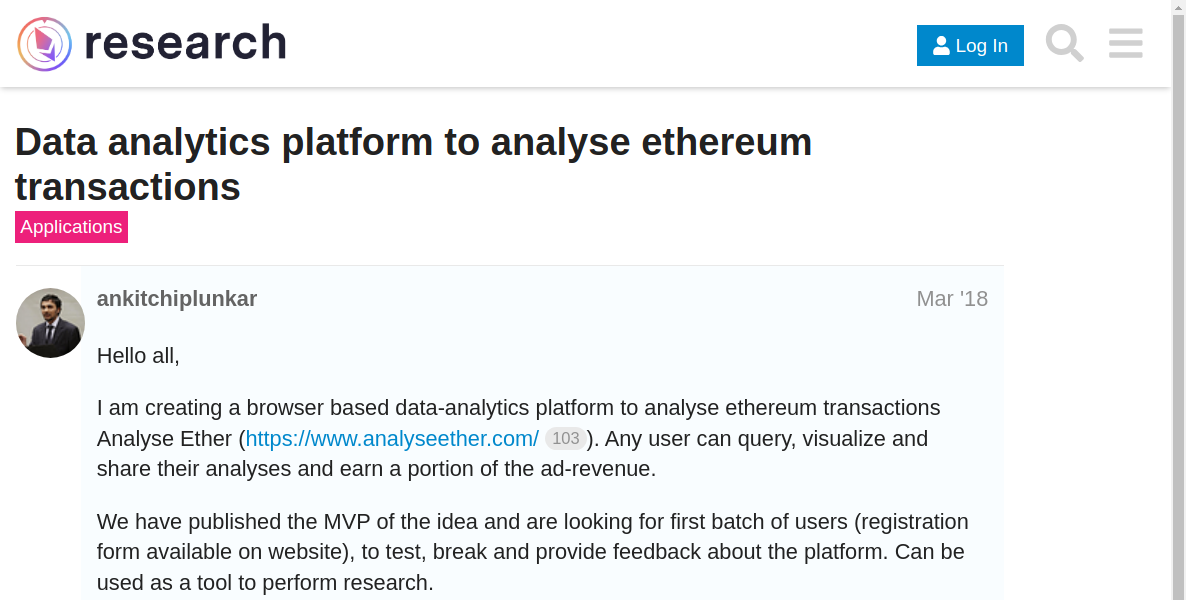 research
Log In
Data analytics platform to analyse ethereum
transactions
Applications
ankitchiplunkar
Mar '18
Hello all,
I am creating a browser based data-analytics platform to analyse ethereum transactions
Analyse Ether (https://www.analyseether.com/ 103). Any user can query, visualize and
share their analyses and earn a portion of the ad-revenue.
We have published the MVP of the idea and are looking for first batch of users (registration
form available on website), to test, break and provide feedback about the platform. Can be
used as a tool to perform research.